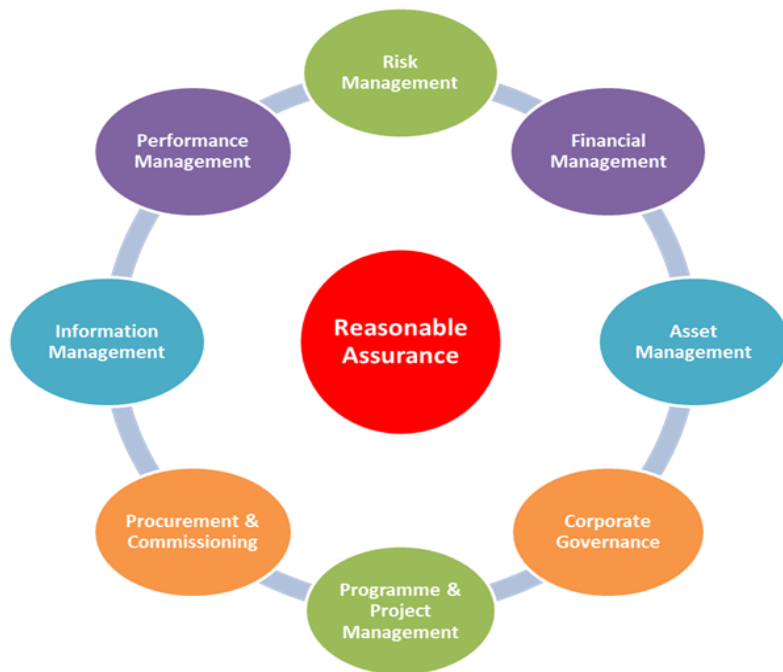 Risk
Management
Performance
Management
Financial
Management
Information
Management
Reasonable
Assurance
Asset
Management
Procurement &
Commissioning
Corporate
Governance
Programme &
Project
Management